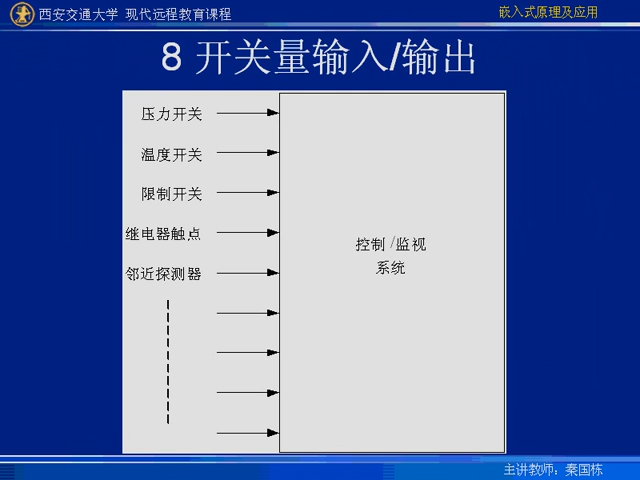 西安交通大学 现代远程教育课程
嵌入式原理及应用
8 开关量输入/输出
压力开关
温度开关
限制开关
继电器触点
邻近探测器
控制/监视
系统
主讲教师：秦国栋